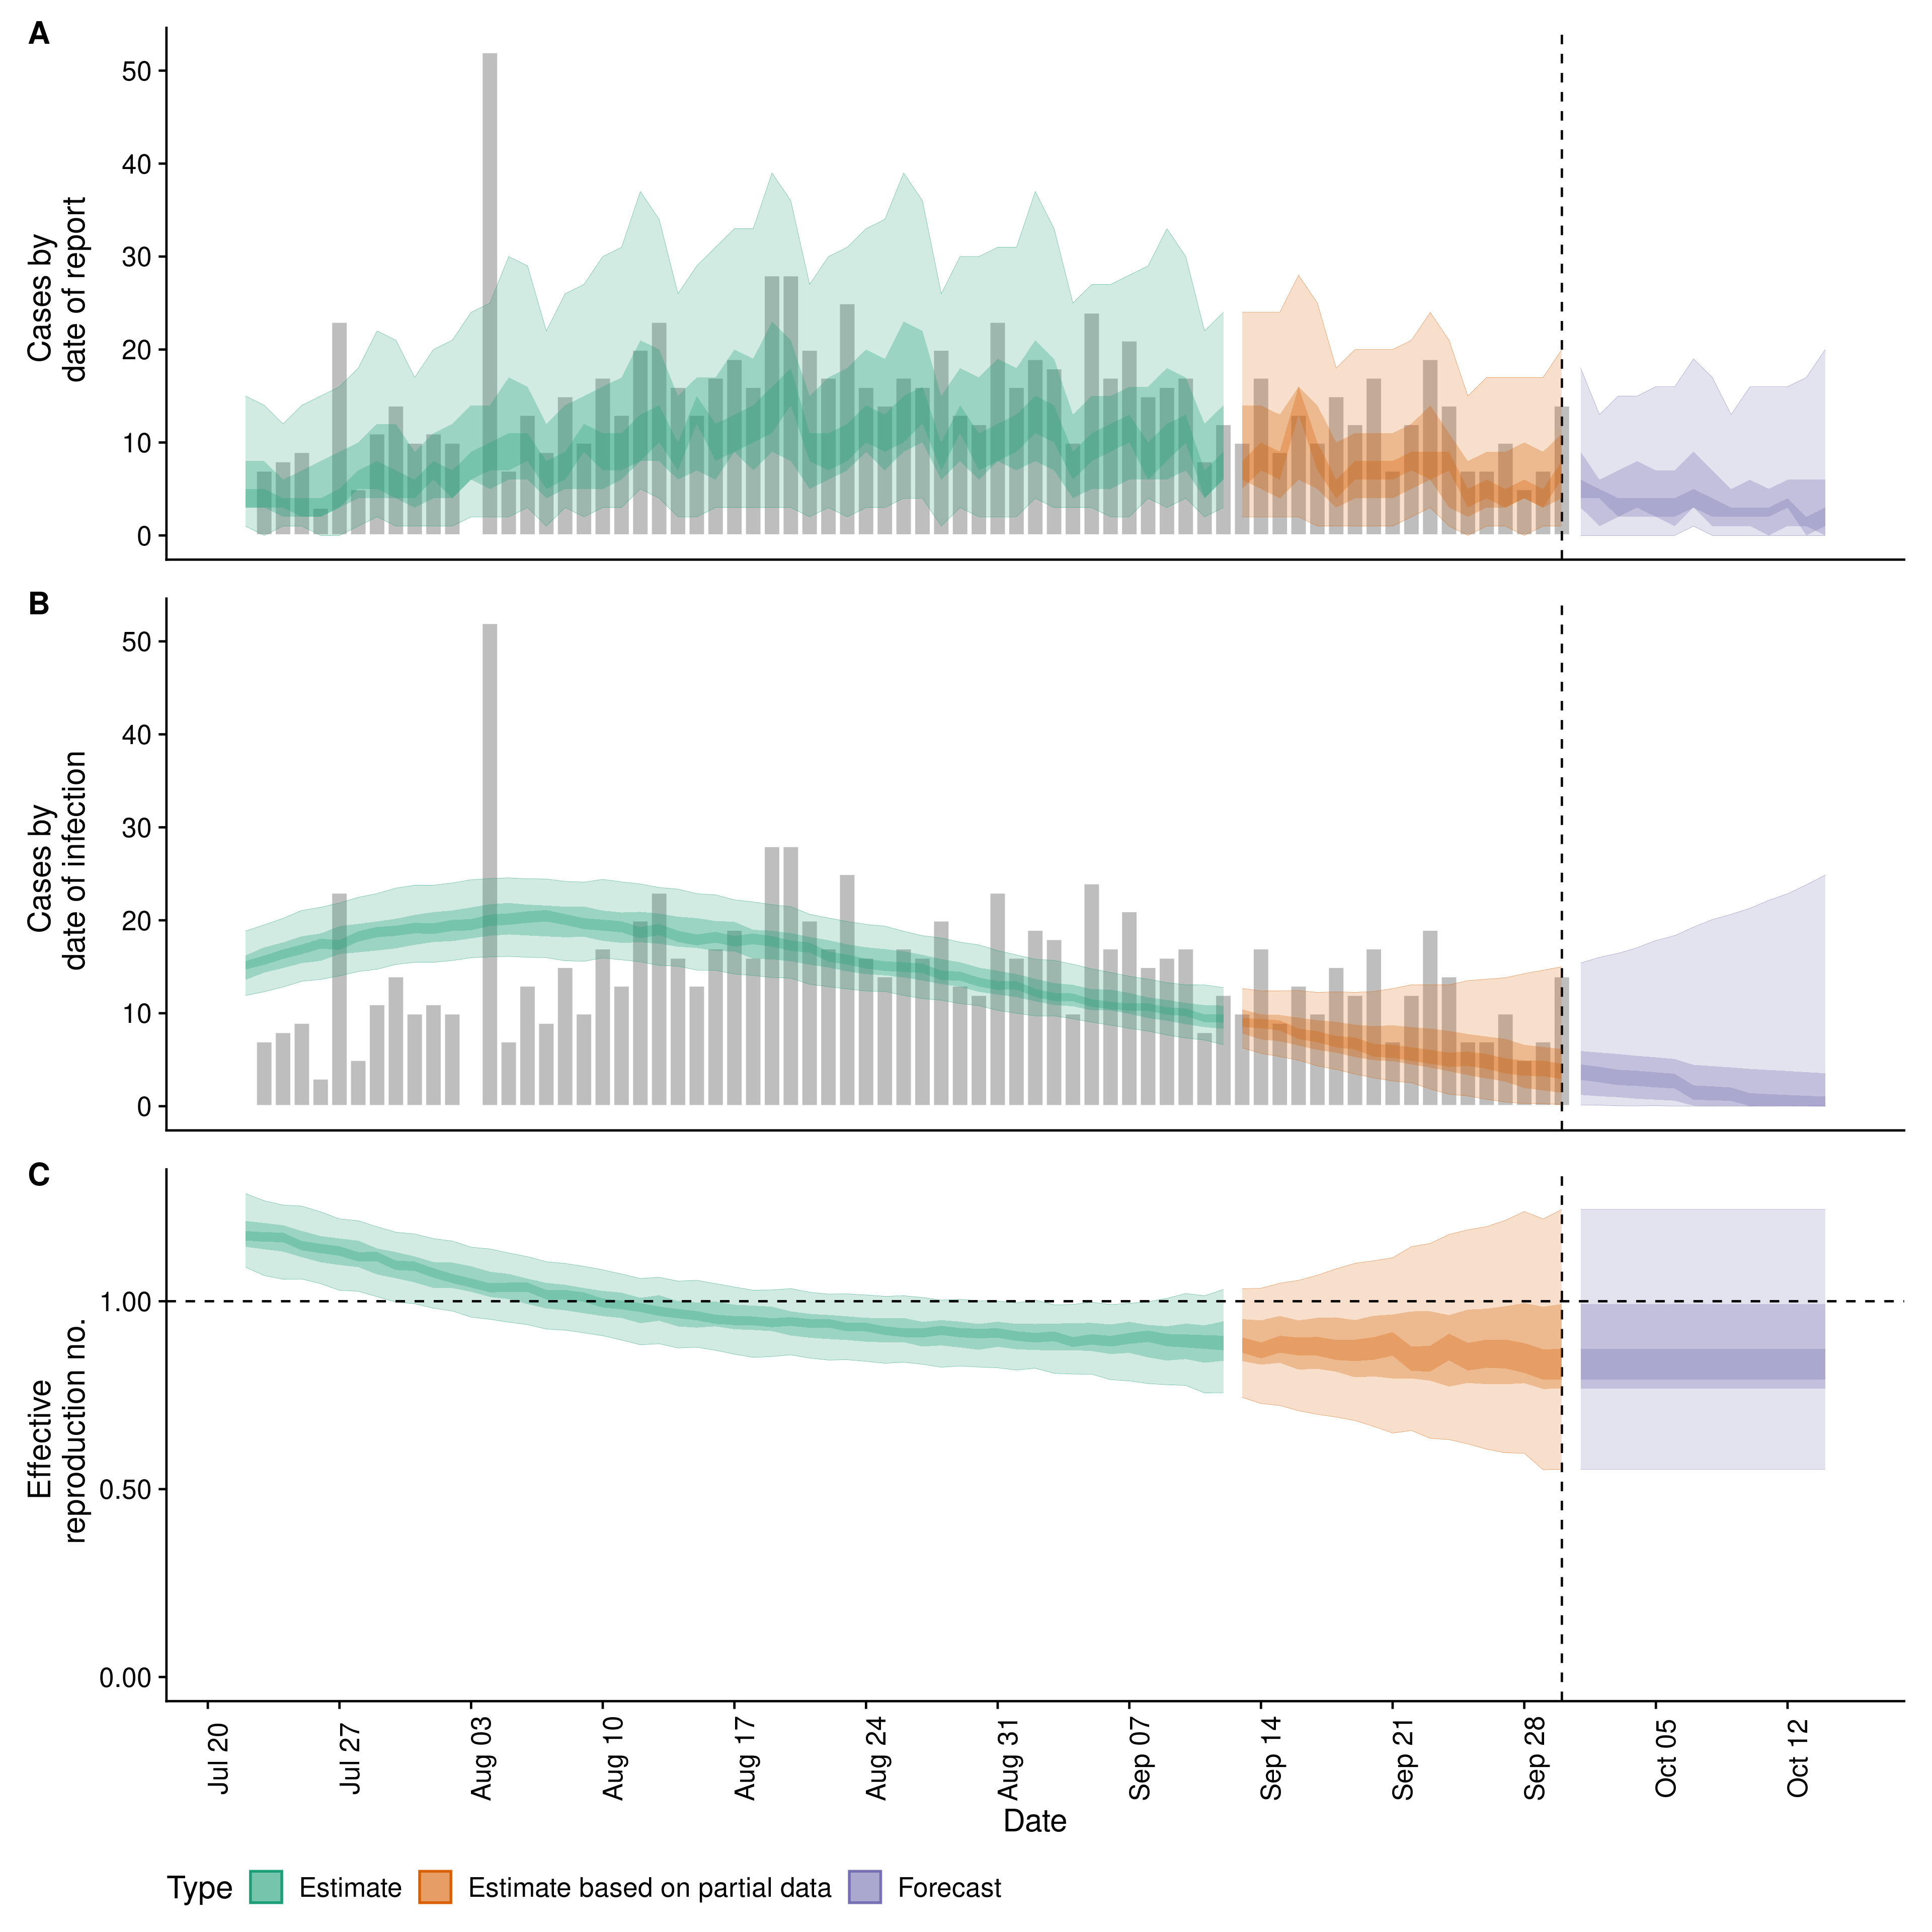 A
Cases by
date of report
50
40
30
20
10
0
B
Cases by
date of infection
50
40
30
20
10
0
C
Effective
reproduction no.
1.00
0.50
0.00
Jul 20
Jul 27
Aug 03
Aug 10
Aug 17
Aug 24
Aug 31
Sep 07
Sep 14
Sep 21
Sep 28
Oct 05
Oct 12
Date
Type Estimate Estimate based on partial data Forecast